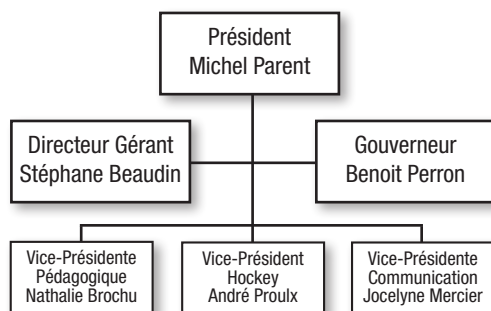 Président
Michel Parent
Directeur Gérant
Stéphane Beaudin
Gouverneur
Benoit Perron
Vice-Présidente
Pédagogique
Nathalie Brochu
Vice-Président
Hockey
André Proulx
Vice-Présidente
Communication
Jocelyne Mercier